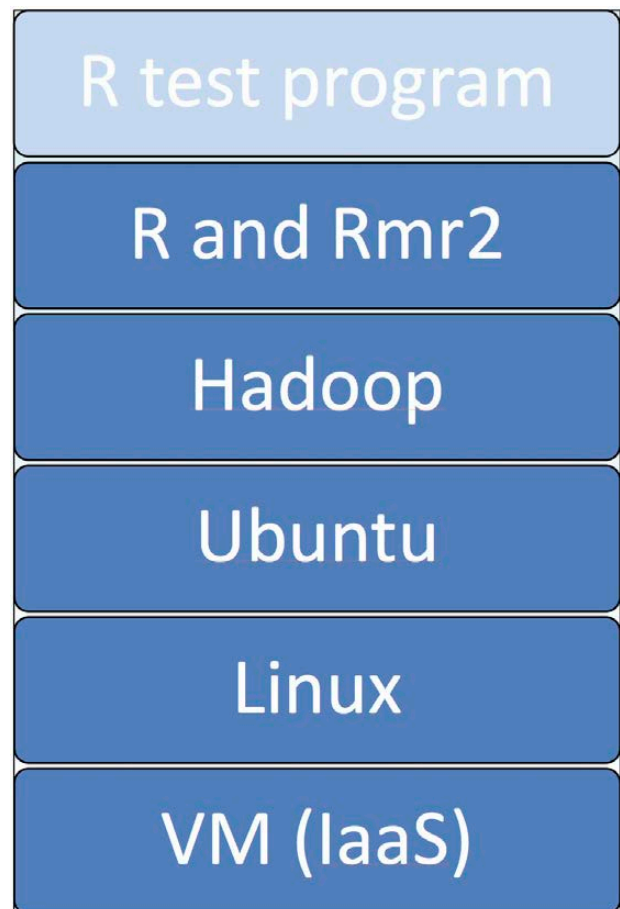 R test program
R and Rmr2
Hadoop
Ubuntu
Linux
VM (IaaS)